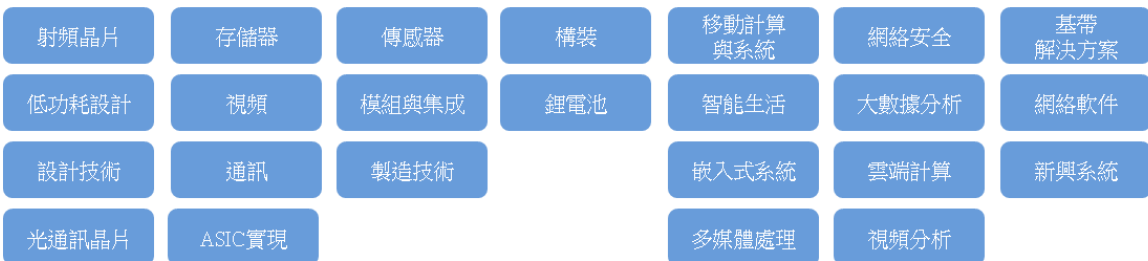 射頻晶片
存儲器
傳感器
構裝
移動計算
與系統
網絡安全
基帶
解決方案
低功耗設計
視頻
模組與集成
鋰電池
智能生活
大數據分析
網絡軟件
設計技術
通訊
製造技術
嵌入式系統
雲端計算
新興系統
光通訊晶片
ASIC實現
多媒體處理
視頻分析